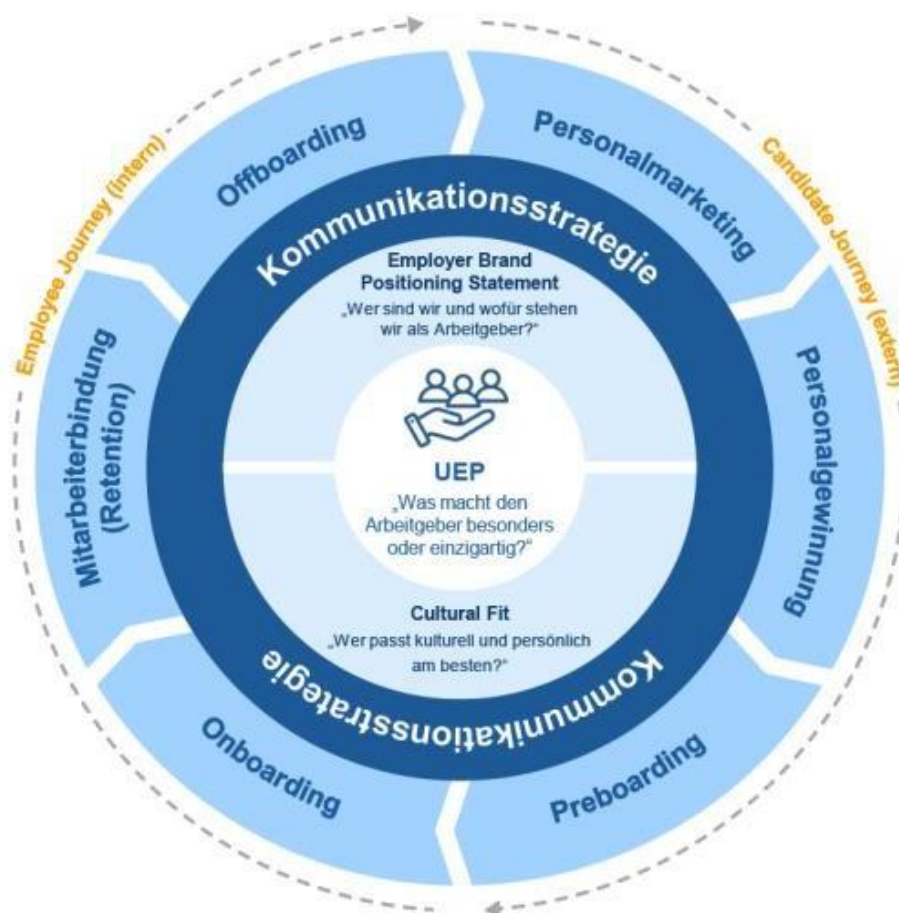 Employee Journey (intern)
Candidate Journey (extern)
Offboarding
Personalmarketing
Personalgewinnung
Preboarding
Onboarding
Mitarbeiterbindung
(Retention)
Kommunikationsstrategie
Employer Brand
Positioning Statement
„Wer sind wir und wofür stehen
wir als Arbeitgeber?“
UEP
„Was macht den
Arbeitgeber besonders
oder einzigartig?“
Cultural Fit
„Wer passt kulturell und persönlich
am besten?“
Kommunikationsstrategie